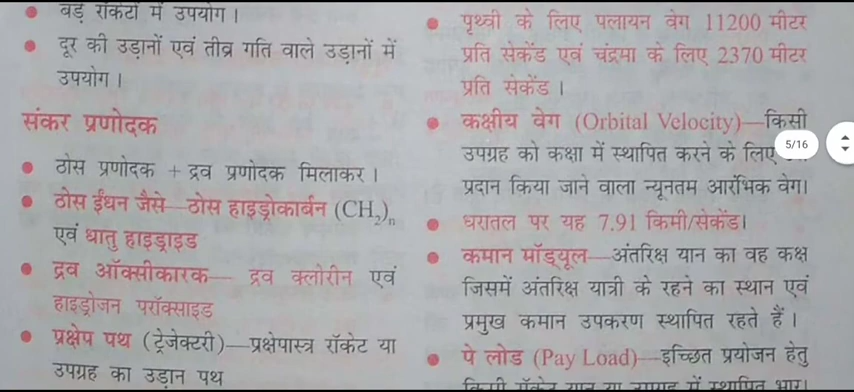 बड़े रॉकेटों में उपयोग।
दूर की उड़ानों एवं तीव्र गति वाले उड़ानों में
उपयोग।
संकर प्रणोदक
ठोस प्रणोदक + द्रव प्रणोदक मिलाकर।
ठोस ईंधन जैसे—ठोस हाइड्रोकार्बन (CH₂)ₙ
एवं धातु हाइड्राइड
द्रव ऑक्सीकारक— द्रव क्लोरीन एवं
हाइड्रोजन परॉक्साइड
प्रक्षेप पथ (ट्रेजेक्टरी)—प्रक्षेपास्त्र रॉकेट या
उपग्रह का उड़ान पथ
पृथ्वी के लिए पलायन वेग 11200 मीटर
प्रति सेकेंड एवं चंद्रमा के लिए 2370 मीटर
प्रति सेकेंड।
कक्षीय वेग (Orbital Velocity)—किसी
उपग्रह को कक्षा में स्थापित करने के लिए
5/16
प्रदान किया जाने वाला न्यूनतम आरंभिक वेग।
धरातल पर यह 7.91 किमी/सेकेंड।
कमान मॉड्यूल—अंतरिक्ष यान का वह कक्ष
जिसमें अंतरिक्ष यात्री के रहने का स्थान एवं
प्रमुख कमान उपकरण स्थापित रहते हैं।
पे लोड (Pay Load)—इच्छित प्रयोजन हेतु
किसी रॉकेट यान या उपग्रह में स्थापित भार।